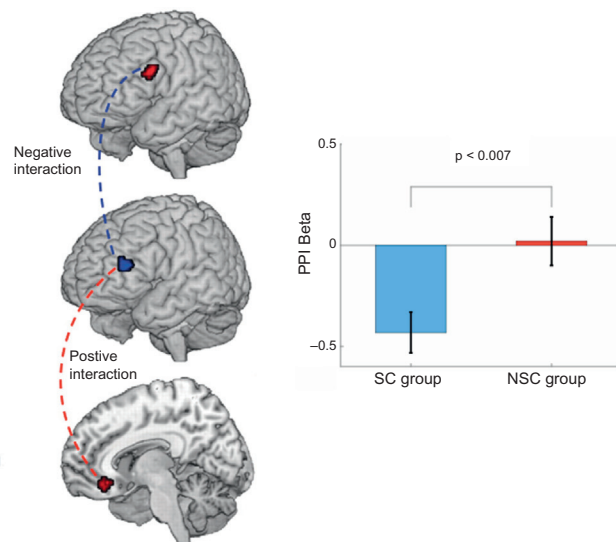 Negative
interaction
Postive
interaction
0.5
p < 0.007
PPI Beta
0
–0.5
SC group
NSC group